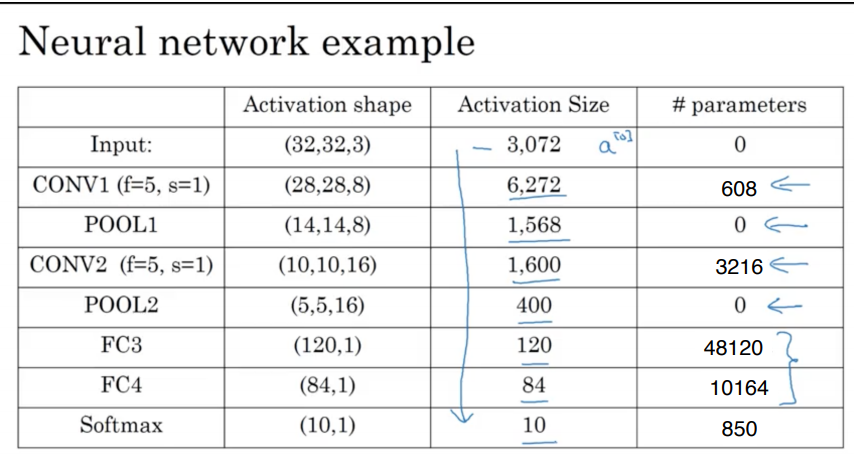 Neural network example
Activation shape Activation Size # parameters
Input: (32,32,3) – 3,072 a^[0] 0
CONV1 (f=5, s=1) (28,28,8) 6,272 608 ←
POOL1 (14,14,8) 1,568 0 ←
CONV2 (f=5, s=1) (10,10,16) 1,600 3216 ←
POOL2 (5,5,16) 400 0 ←
FC3 (120,1) 120 48120 }
FC4 (84,1) 84 10164
Softmax (10,1) 10 850